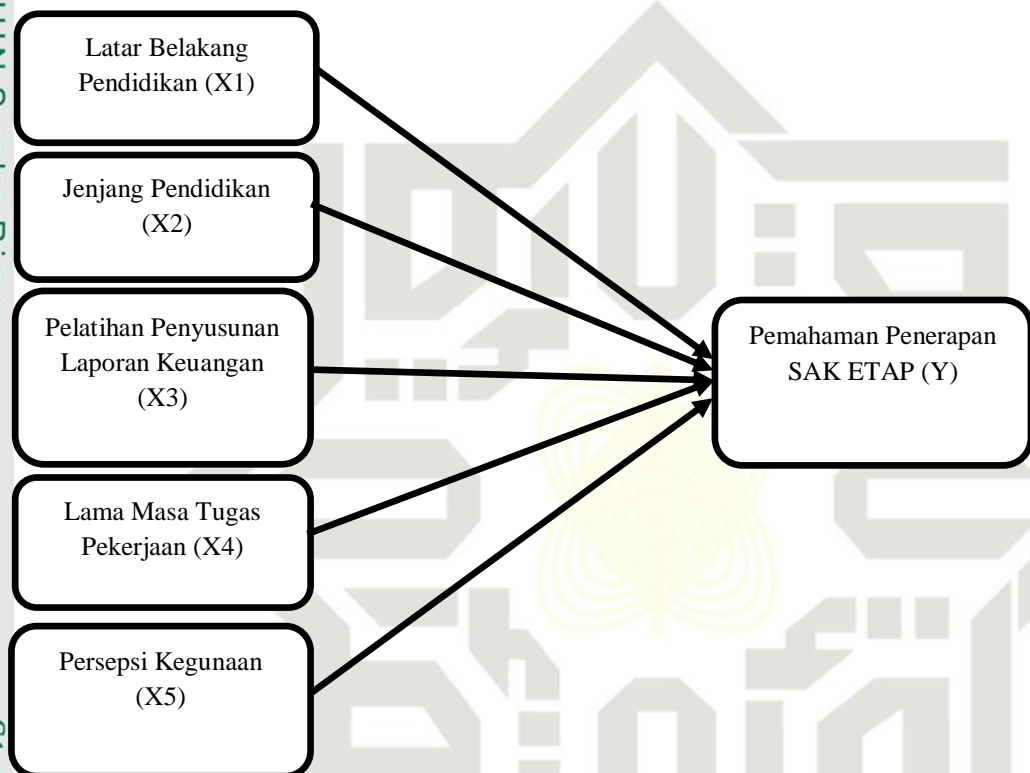 Latar Belakang
Pendidikan (X1)
Jenjang Pendidikan
(X2)
Pelatihan Penyusunan
Laporan Keuangan
(X3)
Lama Masa Tugas
Pekerjaan (X4)
Persepsi Kegunaan
(X5)
Pemahaman Penerapan
SAK ETAP (Y)